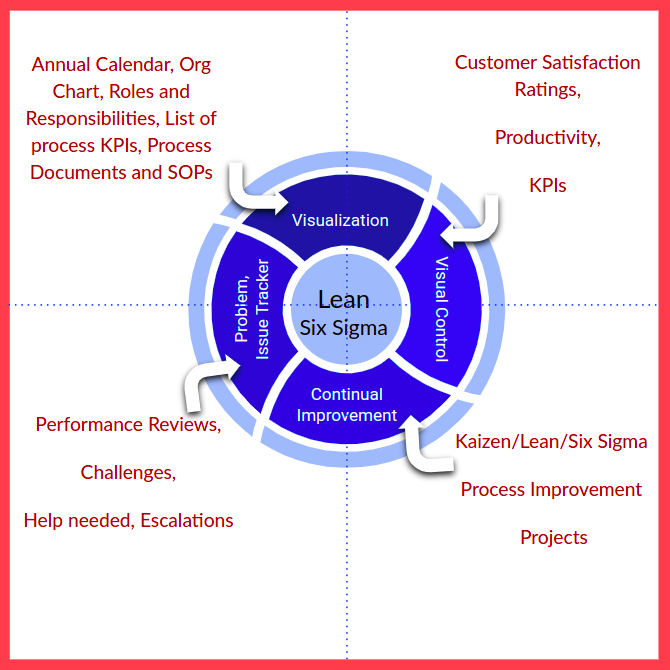 Annual Calendar, Org
Chart, Roles and
Responsibilities, List of
process KPIs, Process
Documents and SOPs
Customer Satisfaction
Ratings,
Productivity,
KPIs
Visualization
Visual Control
Problem,
Issue Tracker
Lean
Six Sigma
Continual
Improvement
Performance Reviews,
Challenges,
Help needed, Escalations
Kaizen/Lean/Six Sigma
Process Improvement
Projects